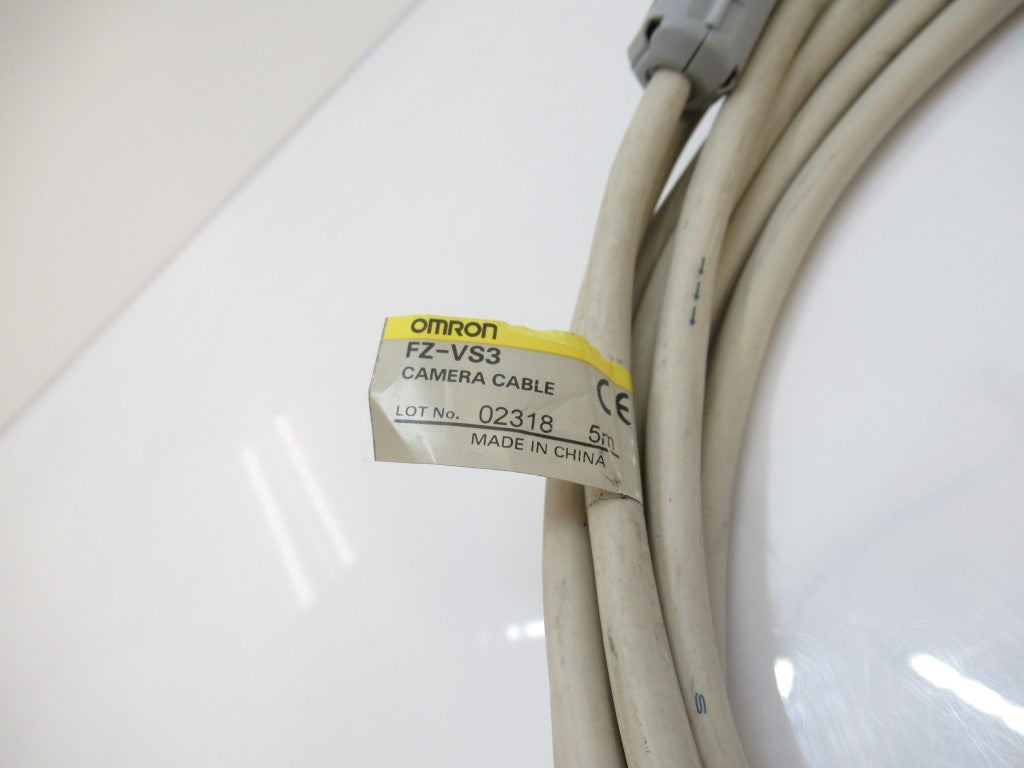 OMRON
FZ-VS3
CAMERA CABLE
CE
LOT No. 02318 5m
MADE IN CHINA
S